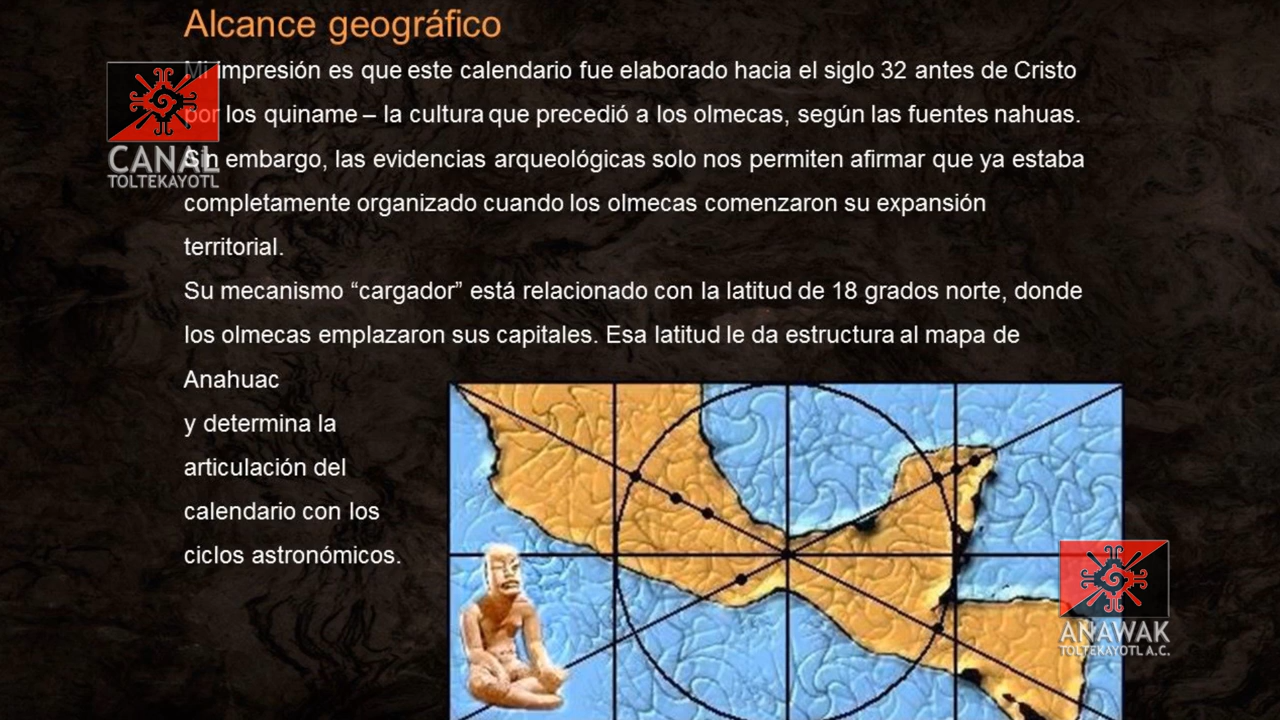 Alcance geográfico
Mi impresión es que este calendario fue elaborado hacia el siglo 32 antes de Cristo
por los quiname – la cultura que precedió a los olmecas, según las fuentes nahuas.
Sin embargo, las evidencias arqueológicas solo nos permiten afirmar que ya estaba
completamente organizado cuando los olmecas comenzaron su expansión
territorial.
Su mecanismo “cargador” está relacionado con la latitud de 18 grados norte, donde
los olmecas emplazaron sus capitales. Esa latitud le da estructura al mapa de
Anahuac
y determina la
articulación del
calendario con los
ciclos astronómicos.
CANAL
TOLTEKAYOTL
ANAWAK
TOLTEKAYOTL A.C.